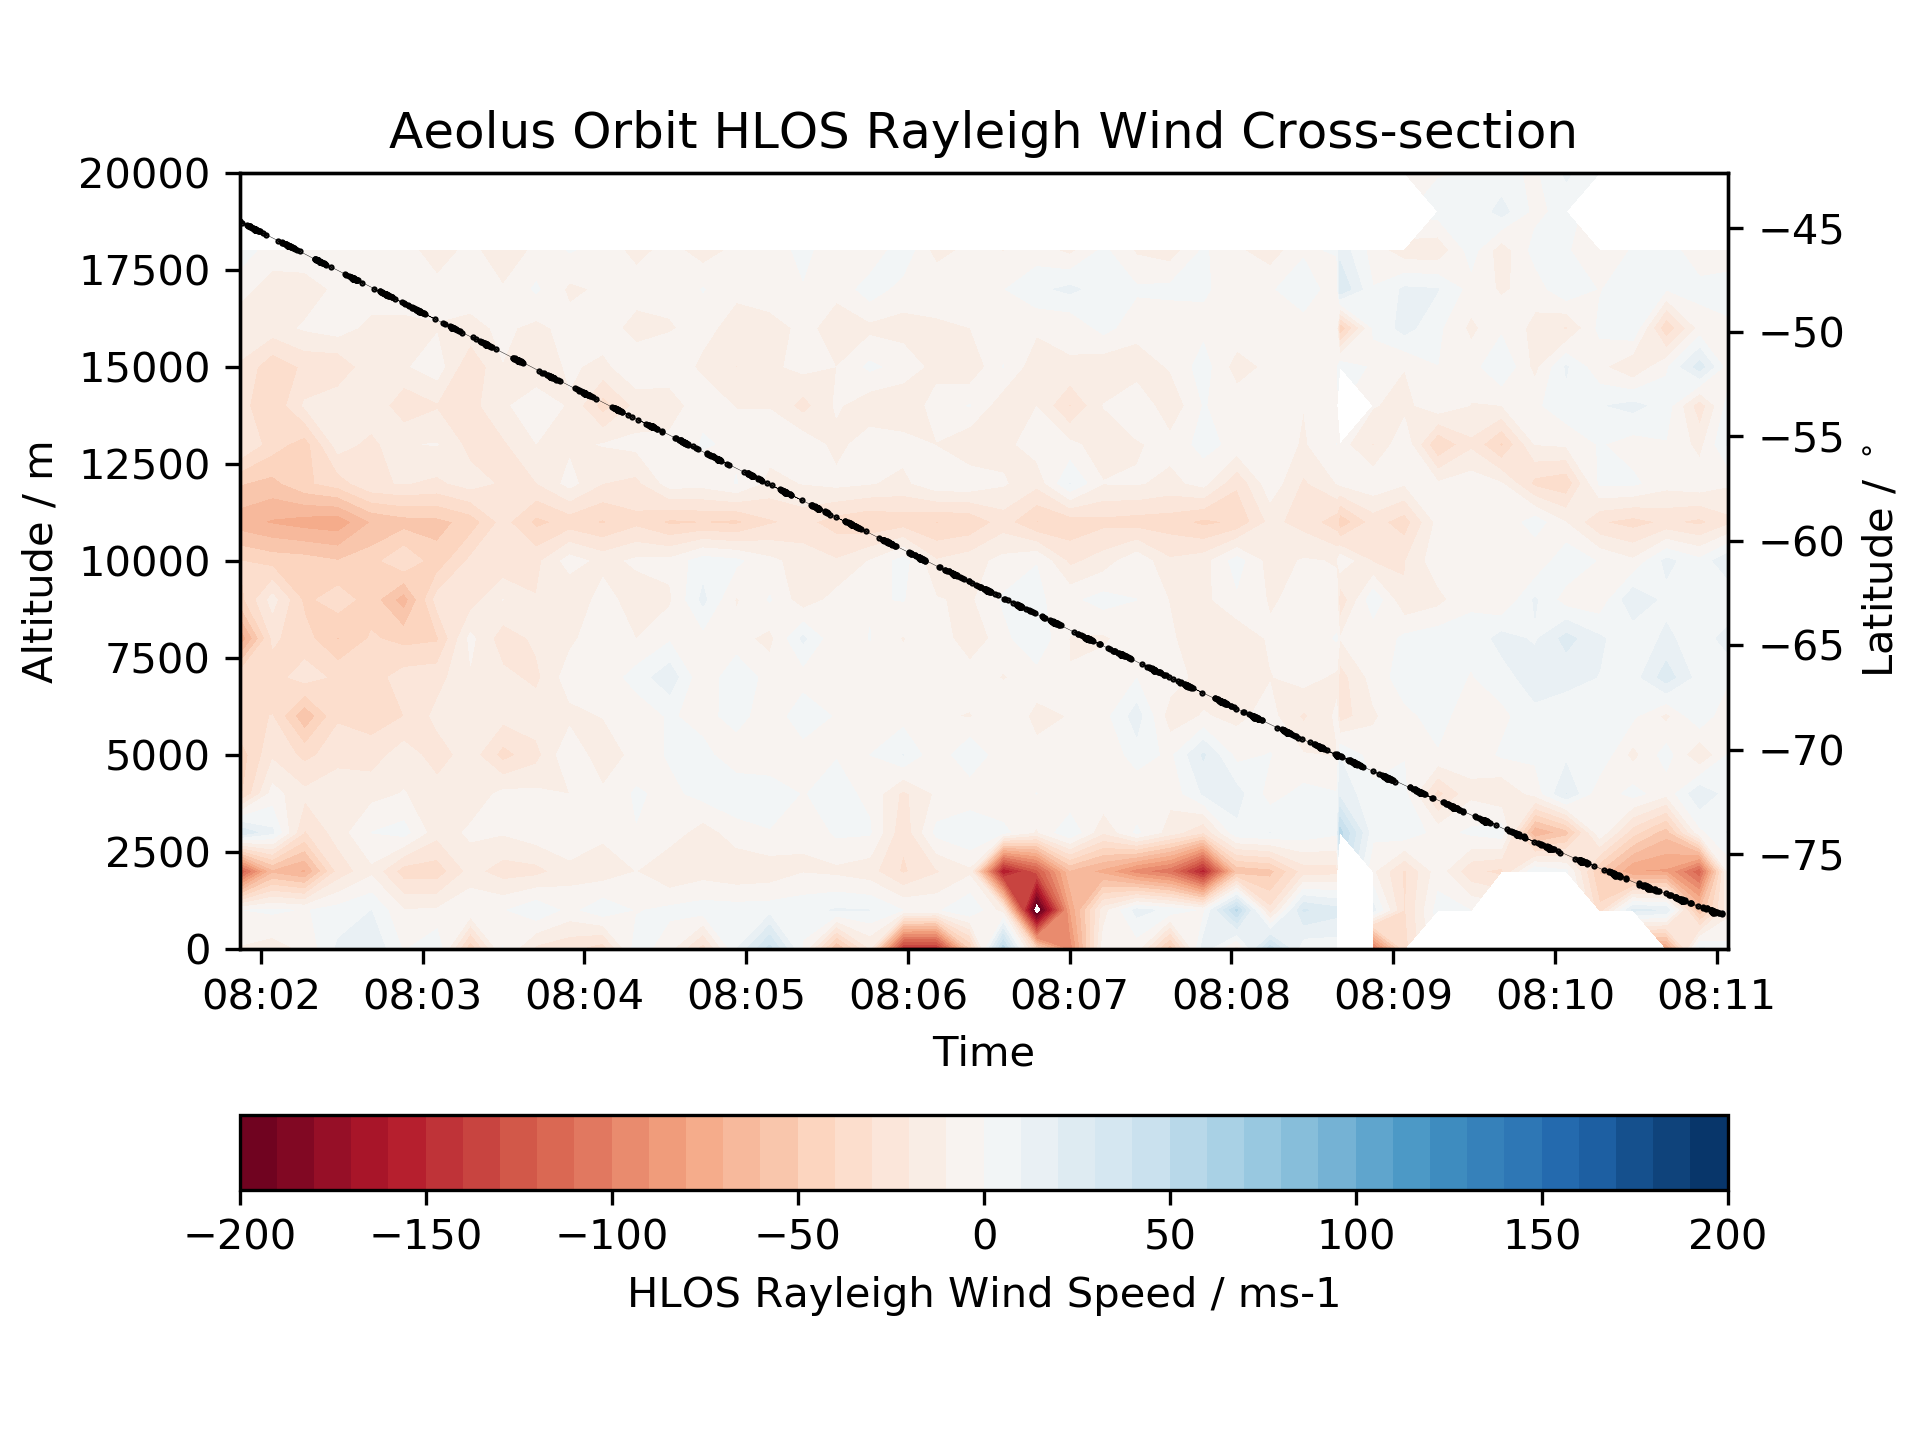 Aeolus Orbit HLOS Rayleigh Wind Cross-section
20000
17500
15000
12500
10000
7500
5000
2500
0
Altitude / m
−45
−50
−55
−60
−65
−70
−75
Latitude / °
08:02 08:03 08:04 08:05 08:06 08:07 08:08 08:09 08:10 08:11
Time
−200 −150 −100 −50 0 50 100 150 200
HLOS Rayleigh Wind Speed / ms-1